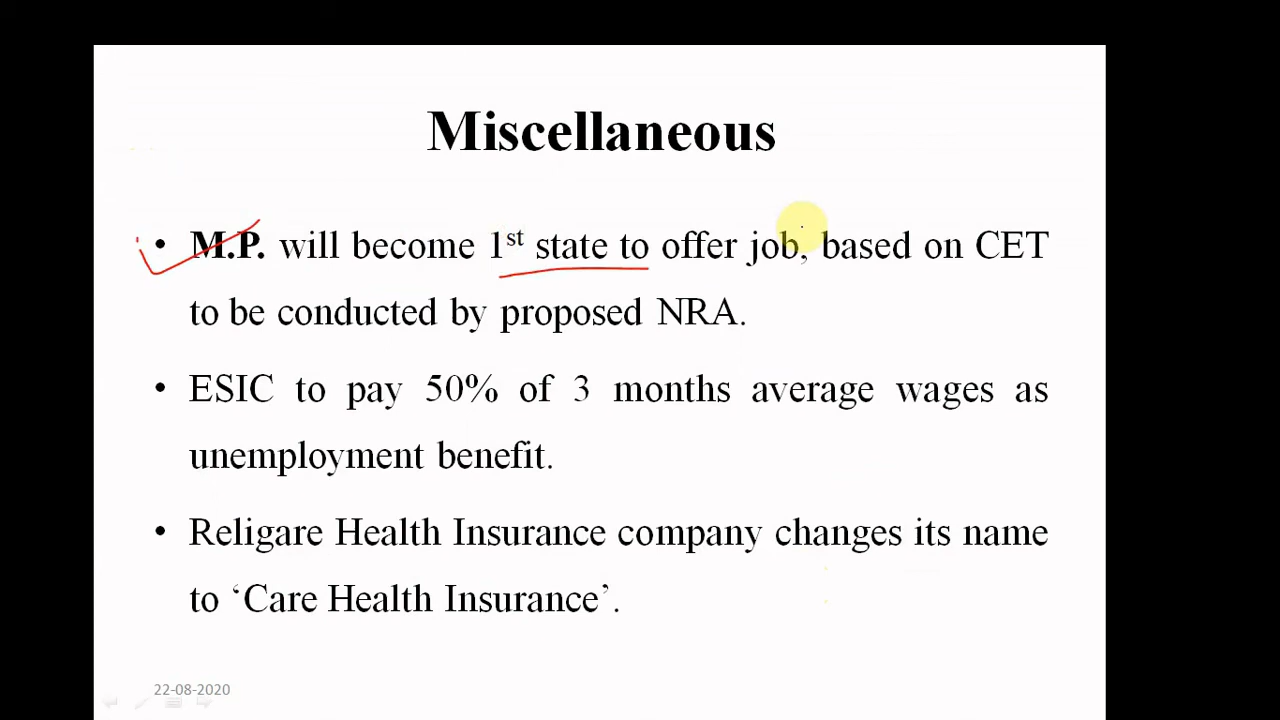 Miscellaneous
• M.P. will become 1st state to offer job, based on CET
to be conducted by proposed NRA.
• ESIC to pay 50% of 3 months average wages as
unemployment benefit.
• Religare Health Insurance company changes its name
to ‘Care Health Insurance’.
22-08-2020